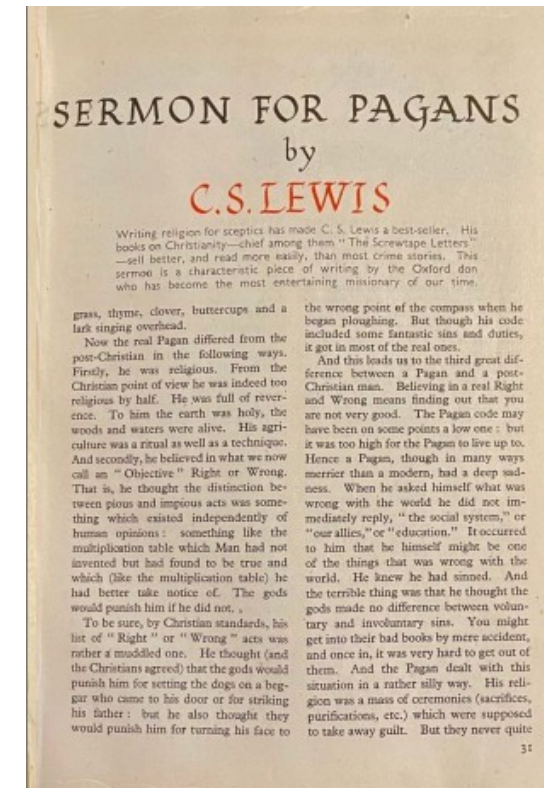 SERMON FOR PAGANS
by
C.S. LEWIS
Writing religion for sceptics has made C. S. Lewis a best-seller. His
books on Christianity—chief among them "The Screwtape Letters"
—sell better, and read more easily, than most crime stories. This
sermon is a characteristic piece of writing by the Oxford don
who has become the most entertaining missionary of our time.
grass, thyme, clover, buttercups and a
lark singing overhead.
Now the real Pagan differed from the
post-Christian in the following ways.
Firstly, he was religious. From the
Christian point of view he was indeed too
religious by half. He was full of rever-
ence. To him the earth was holy, the
woods and waters were alive. His agri-
culture was a ritual as well as a technique.
And secondly, he believed in what we now
call an "Objective" Right or Wrong.
That is, he thought the distinction be-
tween pious and impious acts was some-
thing which existed independently of
human opinions: something like the
multiplication table which Man had not
invented but had found to be true and
which (like the multiplication table) he
had better take notice of. The gods
would punish him if he did not.
To be sure, by Christian standards, his
list of "Right" or "Wrong" acts was
rather a muddled one. He thought (and
the Christians agreed) that the gods would
punish him for setting the dogs on a beg-
gar who came to his door or for striking
his father: but he also thought they
would punish him for turning his face to
the wrong point of the compass when he
began ploughing. But though his code
included some fantastic sins and duties,
it got in most of the real ones.
And this leads us to the third great dif-
ference between a Pagan and a post-
Christian man. Believing in a real Right
and Wrong means finding out that you
are not very good. The Pagan code may
have been on some points a low one: but
it was too high for the Pagan to live up to.
Hence a Pagan, though in many ways
merrier than a modern, had a deep sad-
ness. When he asked himself what was
wrong with the world he did not im-
mediately reply, "the social system," or
"our allies," or "education." It occurred
to him that he himself might be one
of the things that was wrong with the
world. He knew he had sinned. And
the terrible thing was that he thought the
gods made no difference between volun-
tary and involuntary sins. You might
get into their bad books by mere accident,
and once in, it was very hard to get out of
them. And the Pagan dealt with this
situation in a rather silly way. His reli-
gion was a mass of ceremonies (sacrifices,
purifications, etc.) which were supposed
to take away guilt. But they never quite
31